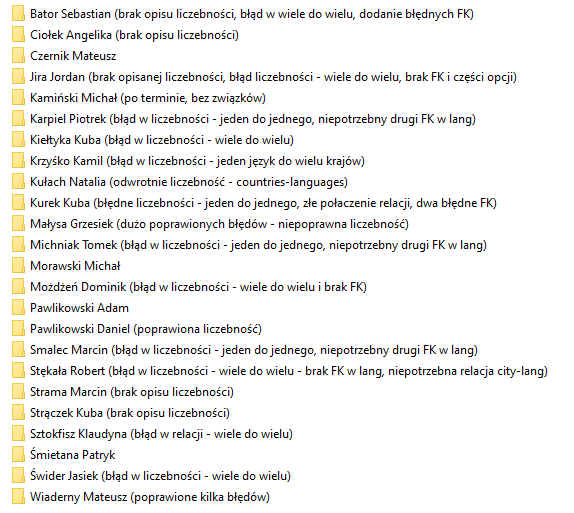 Bator Sebastian (brak opisu liczebności, błąd w wiele do wielu, dodanie błędnych FK)
Ciołek Angelika (brak opisu liczebności)
Czernik Mateusz
Jira Jordan (brak opisanej liczebności, błąd liczebności - wiele do wielu, brak FK i części opcji)
Kamiński Michał (po terminie, bez związków)
Karpiel Piotrek (błąd w liczebności - jeden do jednego, niepotrzebny drugi FK w lang)
Kiełtyka Kuba (błąd w liczebności - wiele do wielu)
Krzyśko Kamil (błąd w liczebności - jeden język do wielu krajów)
Kułach Natalia (odwrotnie liczebność - countries-languages)
Kurek Kuba (błędne liczebności - jeden do jednego, złe połaczenie relacji, dwa błędne FK)
Małysa Grzesiek (dużo poprawionych błędów - niepoprawna liczebność)
Michniak Tomek (błąd w liczebności - jeden do jednego, niepotrzebny drugi FK w lang)
Morawski Michał
Możdżeń Dominik (błąd w liczebności - wiele do wielu i brak FK)
Pawlikowski Adam
Pawlikowski Daniel (poprawiona liczebność)
Smalec Marcin (błąd w liczebności - jeden do jednego, niepotrzebny drugi FK w lang)
Stękała Robert (błąd w liczebności - wiele do wielu - brak FK w lang, niepotrzebna relacja city-lang)
Strama Marcin (brak opisu liczebności)
Strączek Kuba (brak opisu liczebności)
Sztokfisz Klaudyna (błąd w relacji - wiele do wielu)
Śmietana Patryk
Świder Jasiek (błąd w liczebności - wiele do wielu)
Wiaderny Mateusz (poprawione kilka błędów)